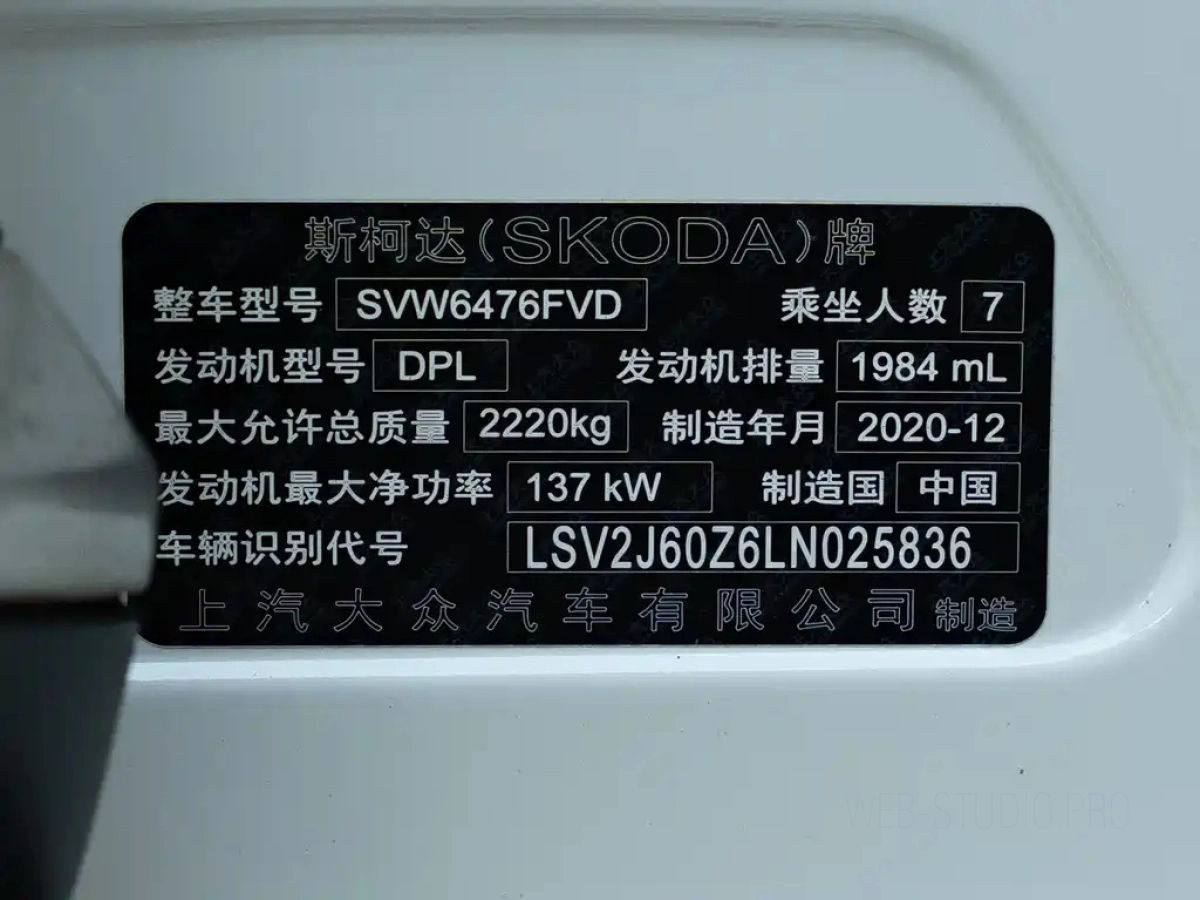 斯柯达(SKODA)牌
整车型号 SVW6476FVD 乘坐人数 7
发动机型号 DPL 发动机排量 1984 mL
最大允许总质量 2220kg 制造年月 2020-12
发动机最大净功率 137 kW 制造国 中国
车辆识别代号 LSV2J60Z6LN025836
上汽大众汽车有限公司 制造
WEB-STUDIO.PRO